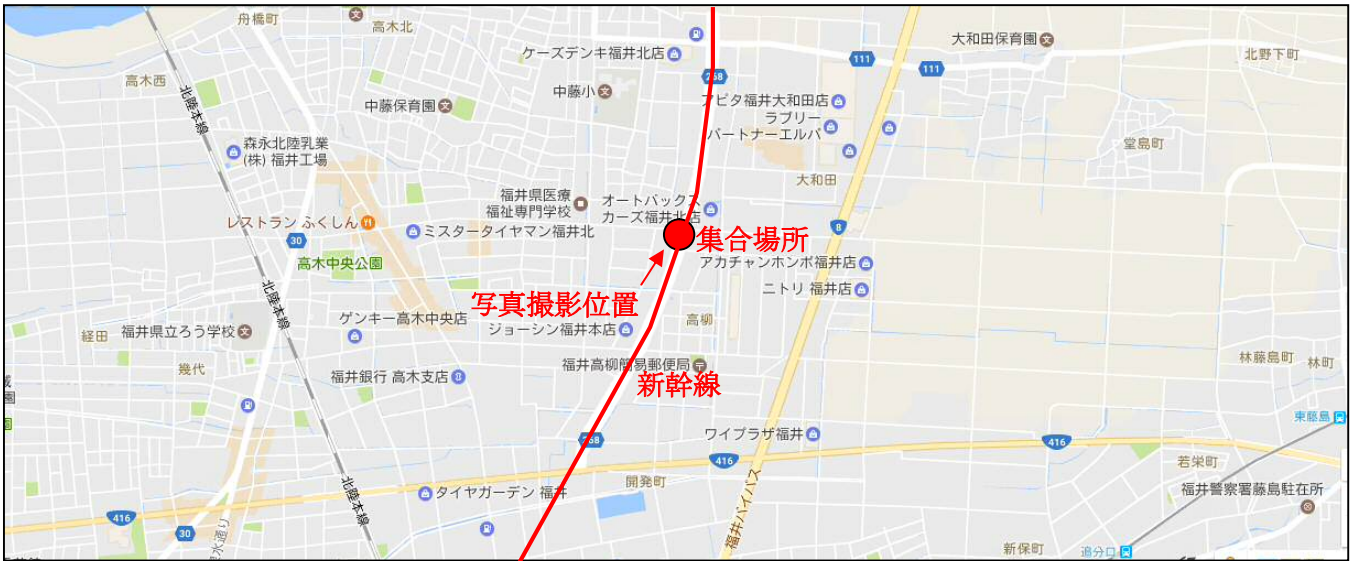 舟橋町
高木北
ケーズデンキ福井北店
大和田保育園
北野下町
高木西
北陸本線
中藤保育園
中藤小
268
111
111
アピタ福井大和田店
ラブリー
パートナーエルパ
森永北陸乳業
(株) 福井工場
堂島町
大和田
福井県医療
福祉専門学校
オートバックス
カーズ福井北店
レストラン ふくしん
30
ミスタータイヤマン福井北
集合場所
8
高木中央公園
アカチャンホンポ福井店
ニトリ 福井店
写真撮影位置
北陸本線
経田
福井県立ろう学校
ゲンキー高木中央店
ジョーシン福井本店
高柳
幾代
福井銀行 高木支店
福井高柳簡易郵便局
新幹線
林藤島町
林町
園
東藤島
ワイプラザ福井
268
416
416
若栄町
開発町
タイヤガーデン 福井
北陸本線
福井バイパス
福井警察署藤島駐在所
416
30
新保町
追分口